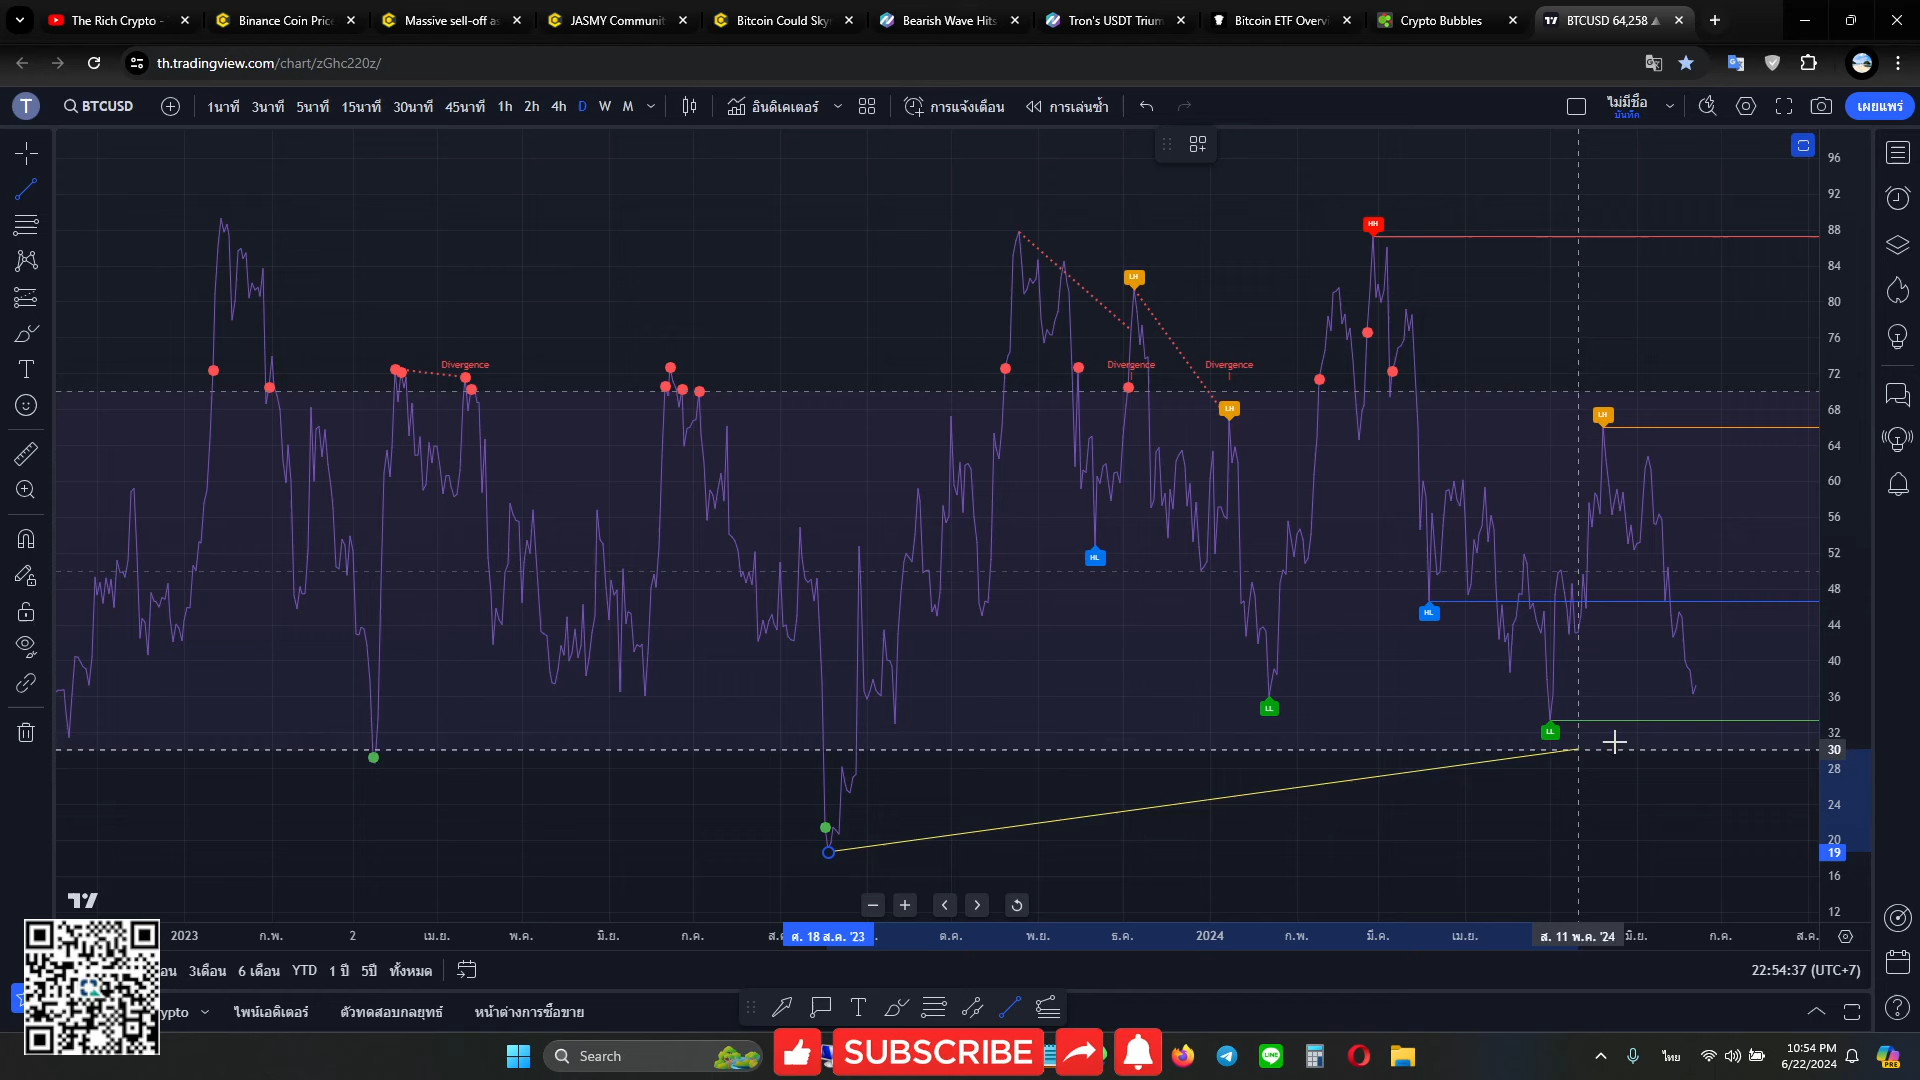 The Rich Crypto -
Binance Coin Pric
Massive sell-off as
JASMY Communit
Bitcoin Could Sky
Bearish Wave Hits
Tron's USDT Trium
Bitcoin ETF Overvi
Crypto Bubbles
BTCUSD 64,258
th.tradingview.com/chart/zGhc220z/
T
BTCUSD
1นาที 3นาที 5นาที 15นาที 30นาที 45นาที 1h 2h 4h D W M
อินดิเคเตอร์
การแจ้งเตือน
การเล่นซ้ำ
ไม่มีชื่อ
บันทึก
เผยแพร่
96
92
88
84
80
76
72
68
64
60
56
52
48
44
40
36
32
30
28
24
20
19
16
12
HH
LH
Divergence
Divergence
Divergence
LH
LH
HL
HL
LL
LL
2023 ก.พ. 2 เม.ย. พ.ค. มิ.ย. ก.ค. ส.ค ศ. 18 ส.ค. '23 ต.ค. พ.ย. ธ.ค. 2024 ก.พ. มี.ค. เม.ย. ส. 11 พ.ค. '24 มิ.ย. ก.ค. ส.ค.
อน 3เดือน 6 เดือน YTD 1 ปี 5ปี ทั้งหมด
22:54:37 (UTC+7)
ypto
ไพน์เอดิเตอร์
ตัวทดสอบกลยุทธ์
หน้าต่างการซื้อขาย
Search
SUBSCRIBE
ไทย
10:54 PM
6/22/2024
PRE